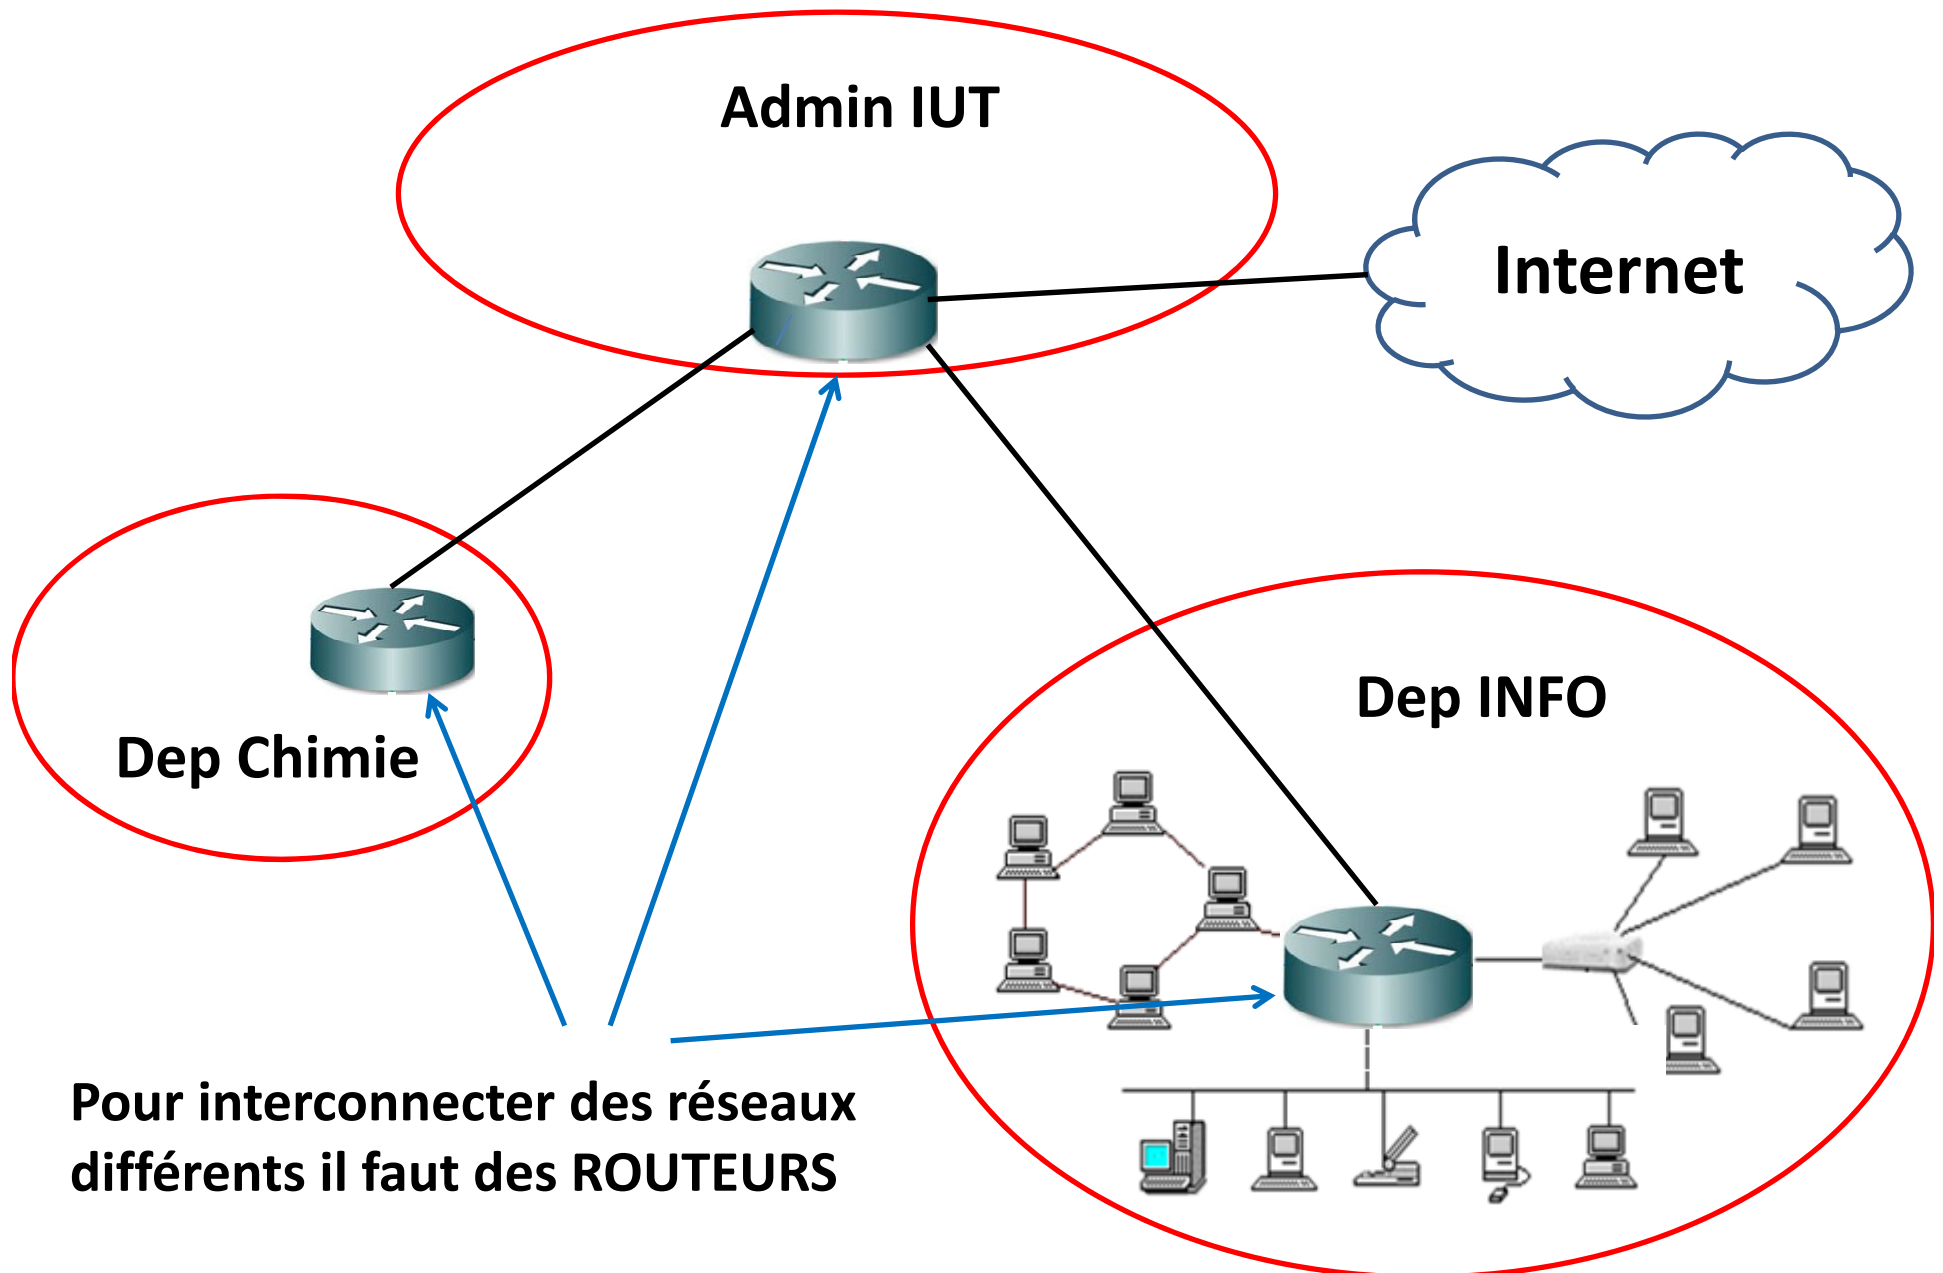 Admin IUT
Internet
Dep Chimie
Dep INFO
Pour interconnecter des réseaux
différents il faut des ROUTEURS